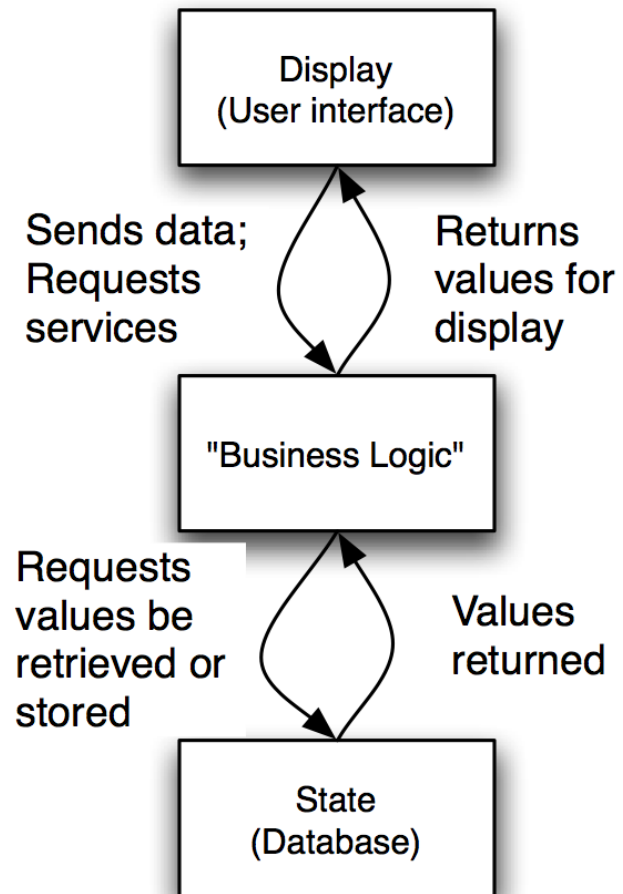 Display
(User interface)
Sends data;
Requests
services
Returns
values for
display
"Business Logic"
Requests
values be
retrieved or
stored
Values
returned
State
(Database)